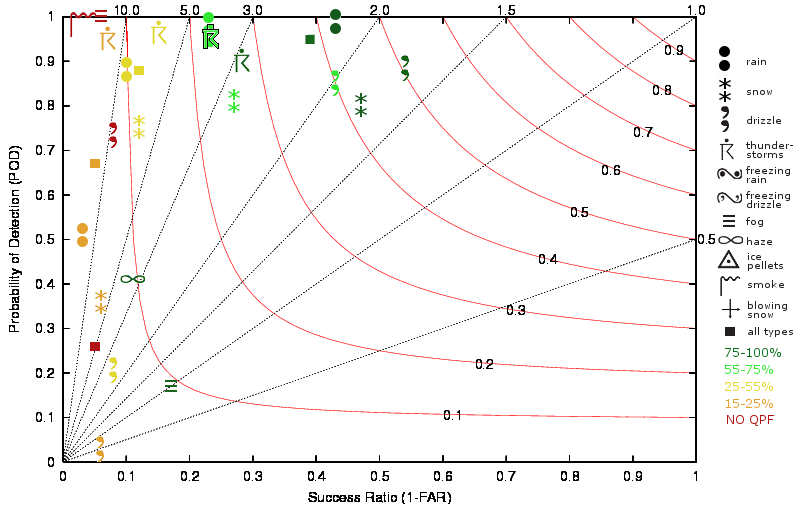 10.0 5.0 3.0 2.0 1.5 1.0
1
0.9
0.8
0.7
0.6
0.5
0.4
0.3
0.2
0.1
0
Probability of Detection (POD)
0.9
0.8
0.7
0.6
0.5
0.4
0.3
0.2
0.1
0.5
0 0.1 0.2 0.3 0.4 0.5 0.6 0.7 0.8 0.9 1
Success Ratio (1-FAR)
rain
snow
drizzle
thunder-
storms
freezing
rain
freezing
drizzle
fog
haze
ice
pellets
smoke
blowing
snow
all types
75-100%
55-75%
25-55%
15-25%
NO QPF